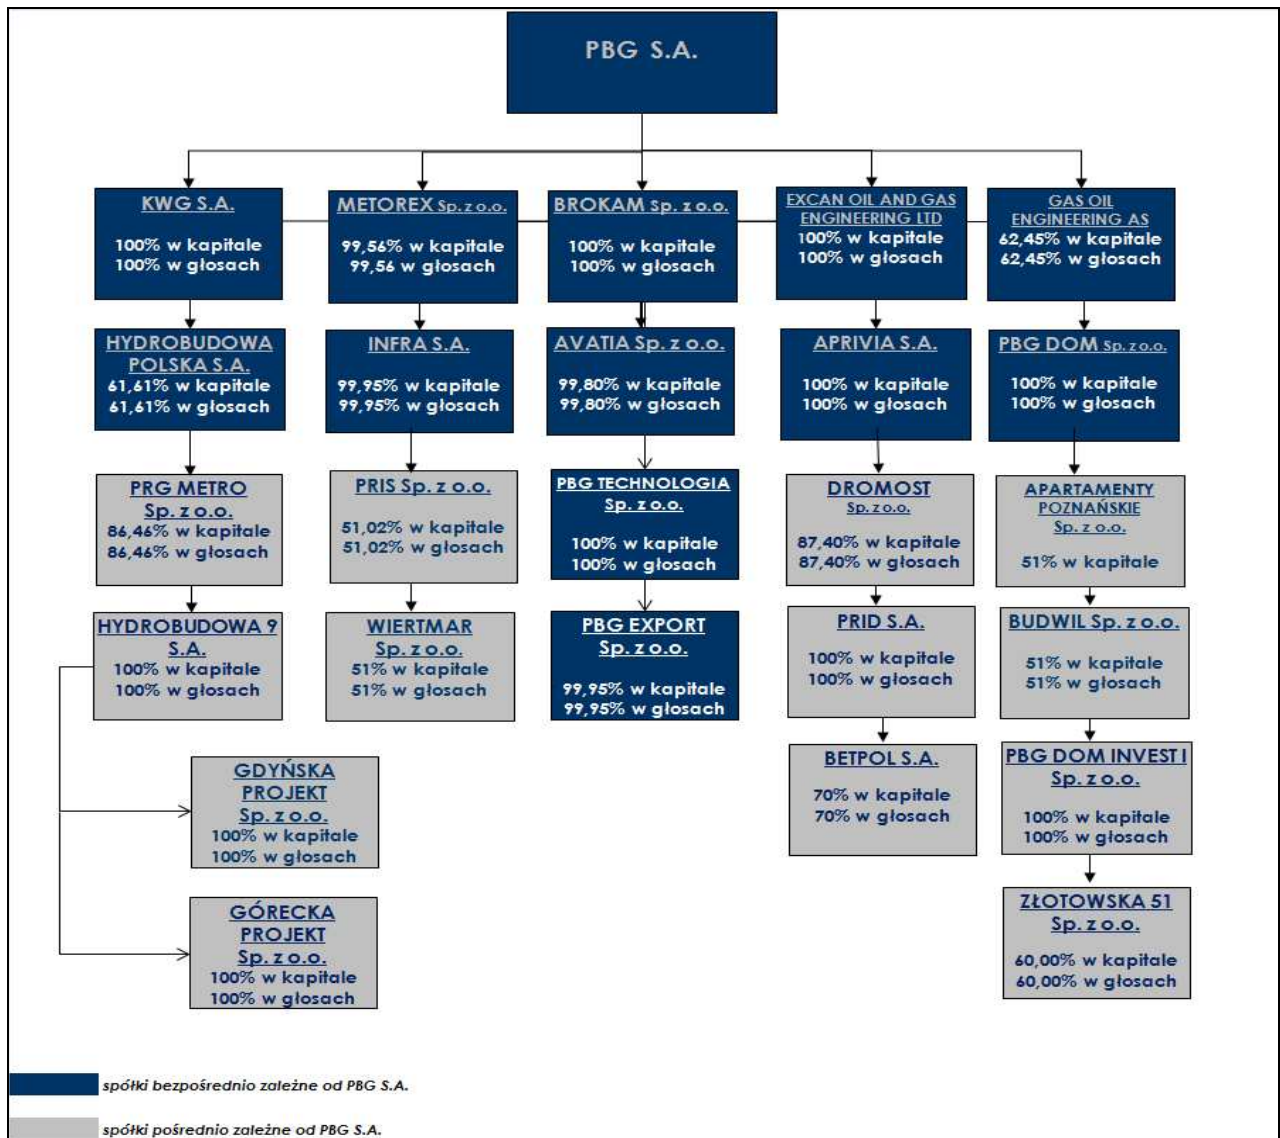 PBG S.A.
KWG S.A.
100% w kapitale
100% w głosach
METOREX Sp. z o.o.
99,56% w kapitale
99,56 w głosach
BROKAM Sp. z o.o.
100% w kapitale
100% w głosach
EXCAN OIL AND GAS
ENGINEERING LTD
100% w kapitale
100% w głosach
GAS OIL
ENGINEERING AS
62,45% w kapitale
62,45% w głosach
HYDROBUDOWA
POLSKA S.A.
61,61% w kapitale
61,61% w głosach
INFRA S.A.
99,95% w kapitale
99,95% w głosach
AVATIA Sp. z o.o.
99,80% w kapitale
99,80% w głosach
APRIVIA S.A.
100% w kapitale
100% w głosach
PBG DOM Sp. z o.o.
100% w kapitale
100% w głosach
PRG METRO
Sp. z o.o.
86,46% w kapitale
86,46% w głosach
PRIS Sp. z o.o.
51,02% w kapitale
51,02% w głosach
PBG TECHNOLOGIA
Sp. z o.o.
100% w kapitale
100% w głosach
DROMOST
Sp. z o.o.
87,40% w kapitale
87,40% w głosach
APARTAMENTY
POZNAŃSKIE
Sp. z o.o.
51% w kapitale
HYDROBUDOWA 9
S.A.
100% w kapitale
100% w głosach
WIERTMAR
Sp. z o.o.
51% w kapitale
51% w głosach
PBG EXPORT
Sp. z o.o.
99,95% w kapitale
99,95% w głosach
PRID S.A.
100% w kapitale
100% w głosach
BUDWIL Sp. z o.o.
51% w kapitale
51% w głosach
GDYŃSKA
PROJEKT
Sp. z o.o.
100% w kapitale
100% w głosach
BETPOL S.A.
70% w kapitale
70% w głosach
PBG DOM INVEST I
Sp. z o.o.
100% w kapitale
100% w głosach
GÓRECKA
PROJEKT
Sp. z o.o.
100% w kapitale
100% w głosach
ZŁOTOWSKA 51
Sp. z o.o.
60,00% w kapitale
60,00% w głosach
spółki bezpośrednio zależne od PBG S.A.
spółki pośrednio zależne od PBG S.A.